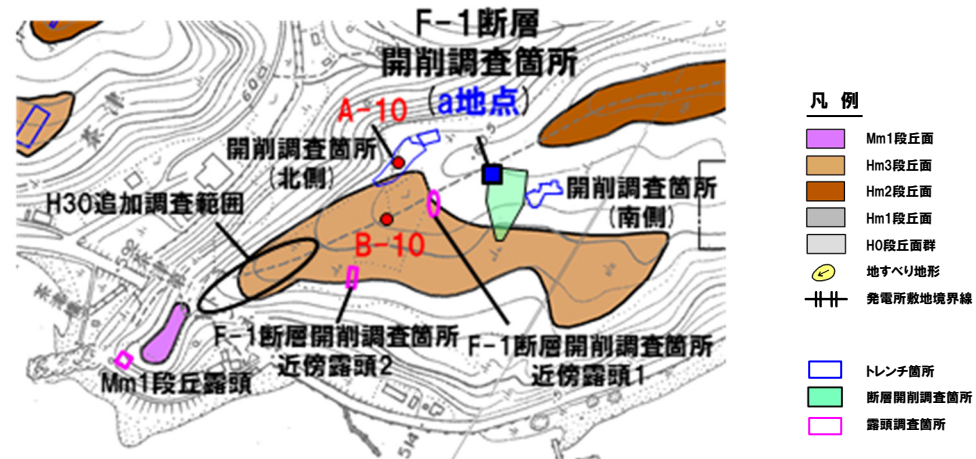 F-1断層
開削調査箇所
(a地点)
A-10
開削調査箇所
(北側)
H30追加調査範囲
開削調査箇所
(南側)
B-10
F-1断層開削調査箇所
近傍露頭2
F-1断層開削調査箇所
近傍露頭1
Mm1段丘露頭
60
514
凡例
Mm1段丘面
Hm3段丘面
Hm2段丘面
Hm1段丘面
H0段丘面群
地すべり地形
発電所敷地境界線
トレンチ箇所
断層開削調査箇所
露頭調査箇所